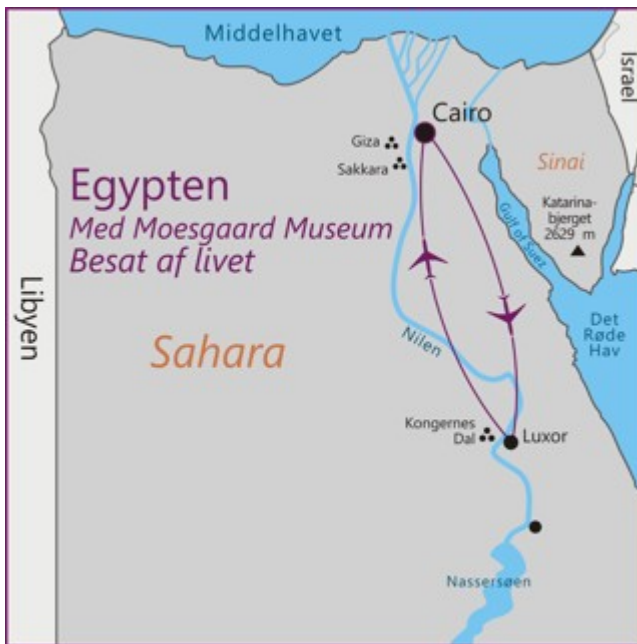 Middelhavet
Israel
Cairo
Giza
Sakkara
Sinai
Katarina-
bjerget
2629 m
Gulf of Suez
Egypten
Med Moesgaard Museum
Besat af livet
Libyen
Sahara
Nilen
Det
Røde
Hav
Kongernes
Dal
Luxor
Nassersøen